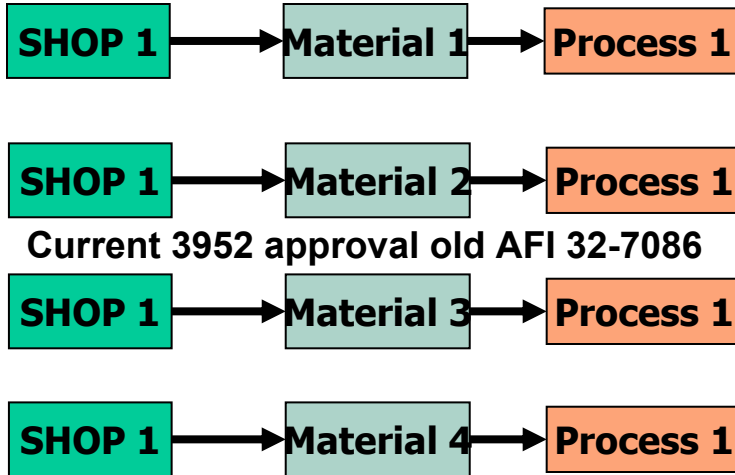 SHOP 1 Material 1 Process 1
SHOP 1 Material 2 Process 1
Current 3952 approval old AFI 32-7086
SHOP 1 Material 3 Process 1
SHOP 1 Material 4 Process 1